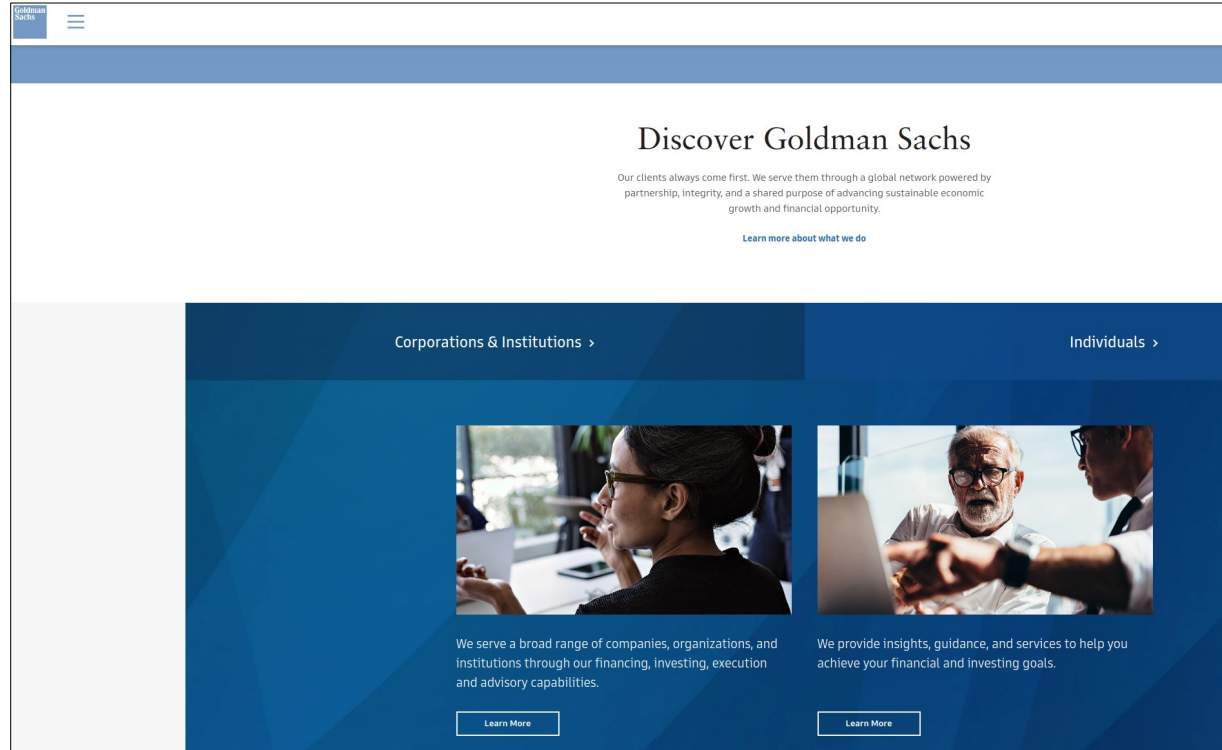 Goldman
Sachs
Discover Goldman Sachs
Our clients always come first. We serve them through a global network powered by
partnership, integrity, and a shared purpose of advancing sustainable economic
growth and financial opportunity.
Learn more about what we do
Corporations & Institutions ›
Individuals ›
We serve a broad range of companies, organizations, and
institutions through our financing, investing, execution
and advisory capabilities.
Learn More
We provide insights, guidance, and services to help you
achieve your financial and investing goals.
Learn More